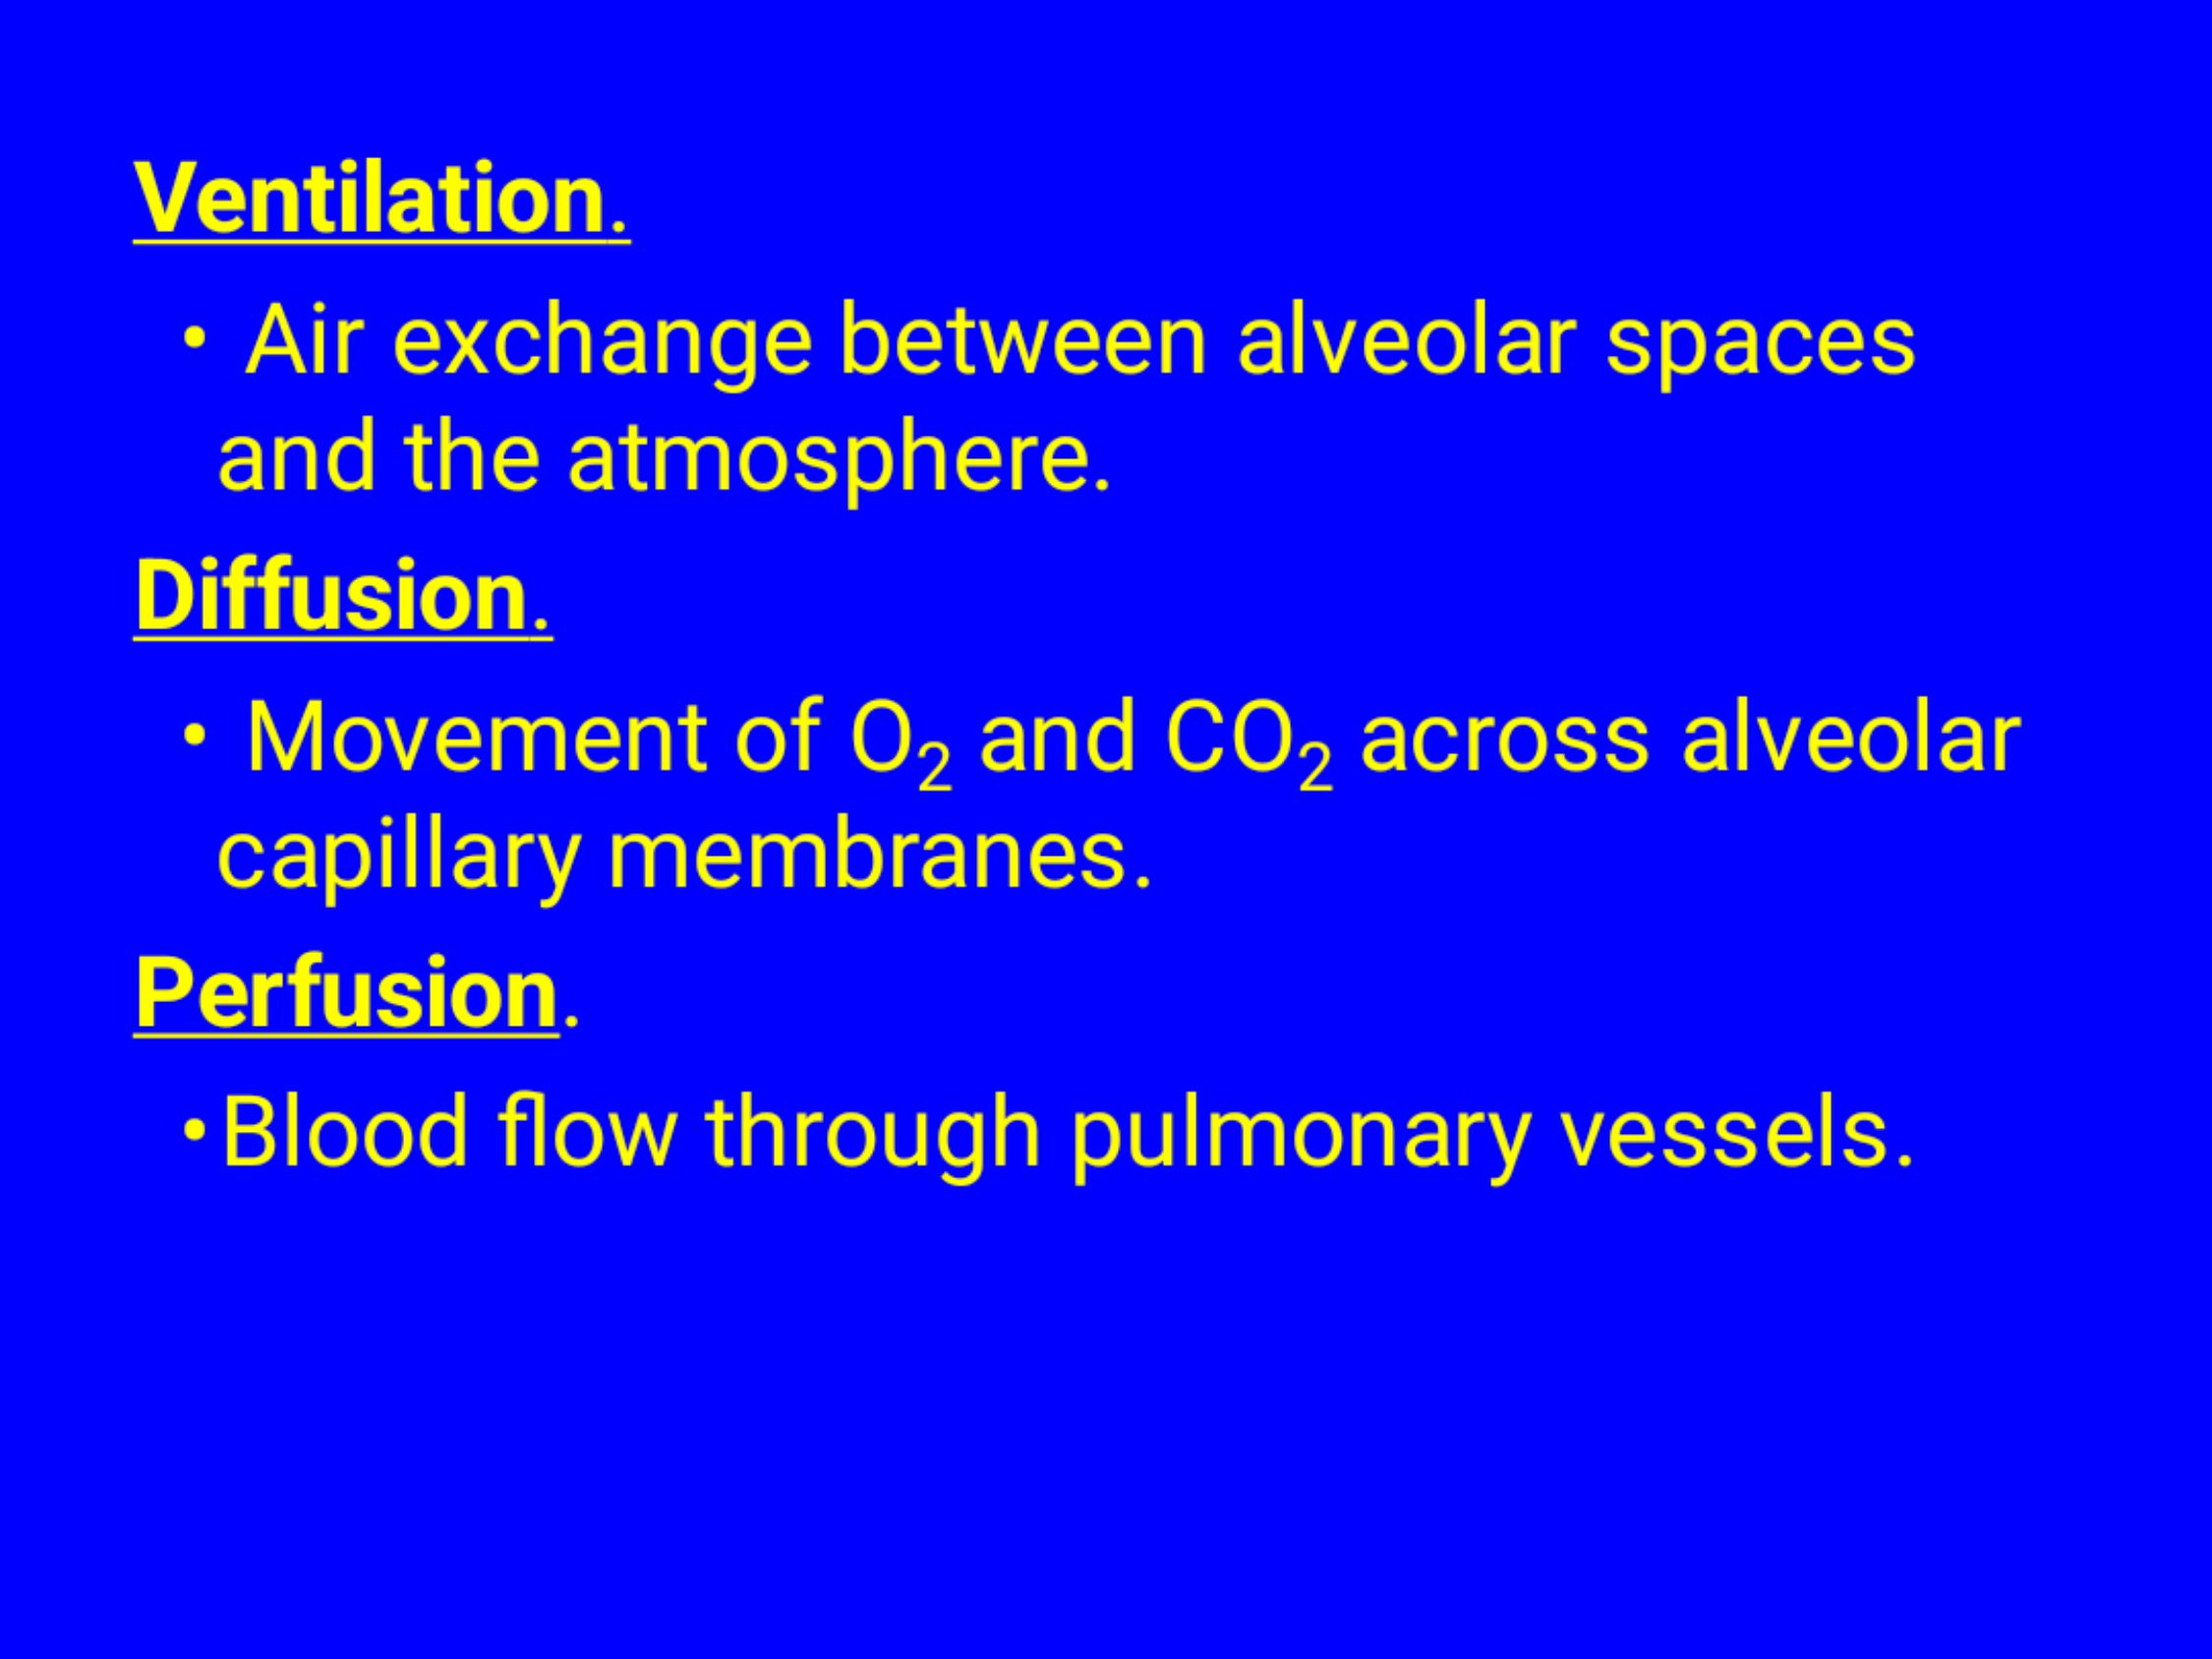 Ventilation.
• Air exchange between alveolar spaces
and the atmosphere.
Diffusion.
• Movement of O₂ and CO₂ across alveolar
capillary membranes.
Perfusion.
•Blood flow through pulmonary vessels.